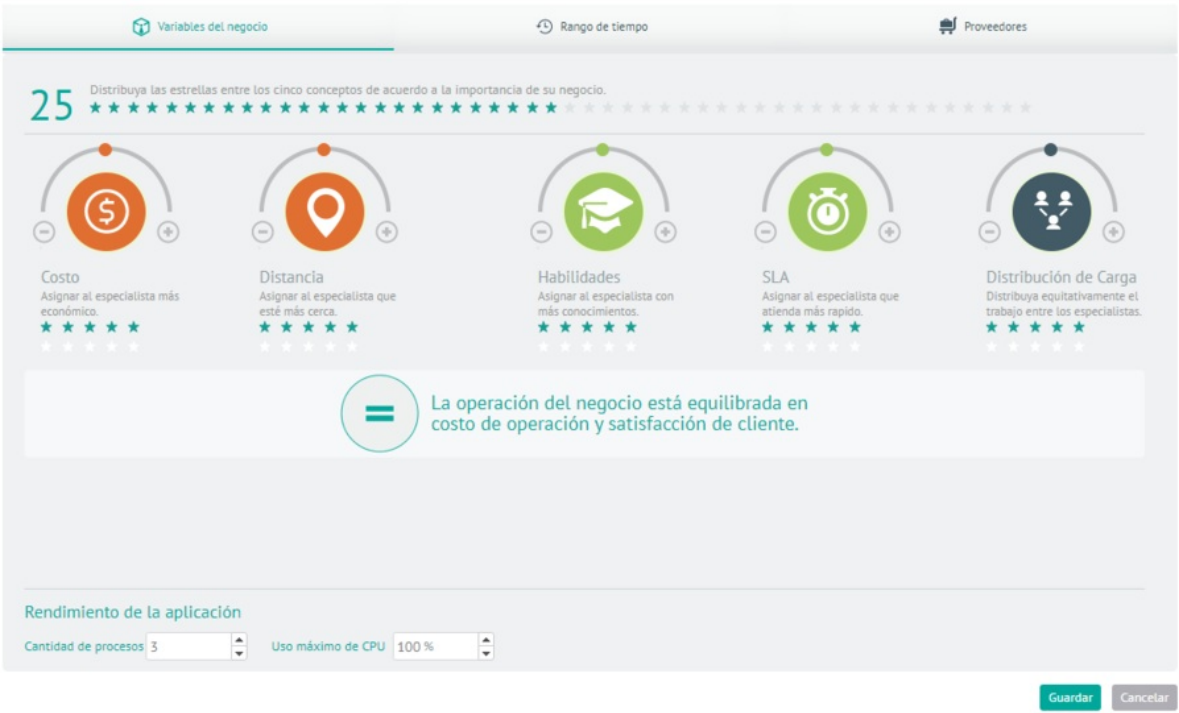 Variables del negocio
Rango de tiempo
Proveedores
25
Distribuya las estrellas entre los cinco conceptos de acuerdo a la importancia de su negocio.
Costo
Asignar al especialista más
económico.
Distancia
Asignar al especialista que
esté más cerca.
Habilidades
Asignar al especialista con
más conocimientos.
SLA
Asignar al especialista que
atienda más rapido.
Distribución de Carga
Distribuya equitativamente el
trabajo entre los especialistas.
La operación del negocio está equilibrada en
costo de operación y satisfacción de cliente.
Rendimiento de la aplicación
Cantidad de procesos 3
Uso máximo de CPU 100 %
Guardar
Cancelar